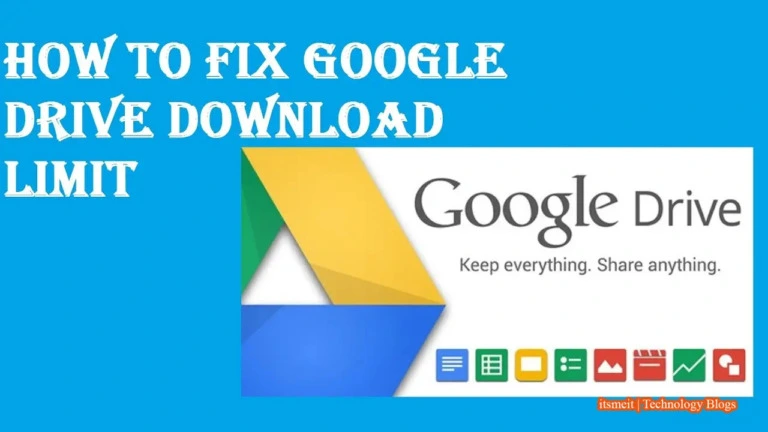 HOW TO FIX GOOGLE
DRIVE DOWNLOAD
LIMIT
Google Drive
Keep everything. Share anything.
itsmeit | Technology Blogs